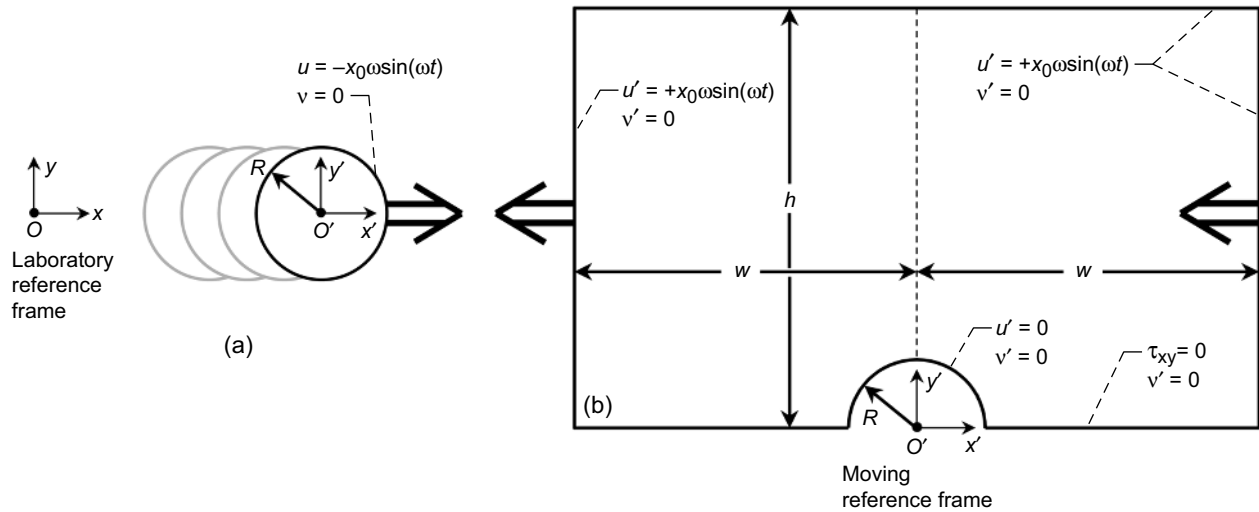 u = –x₀ωsin(ωt)
ν = 0
y
x
O
Laboratory
reference
frame
R
y'
O'
x'
(a)
u' = +x₀ωsin(ωt)
ν' = 0
u' = +x₀ωsin(ωt)
ν' = 0
h
w
w
u' = 0
ν' = 0
τxy = 0
ν' = 0
(b)
R
y'
O'
x'
Moving
reference frame